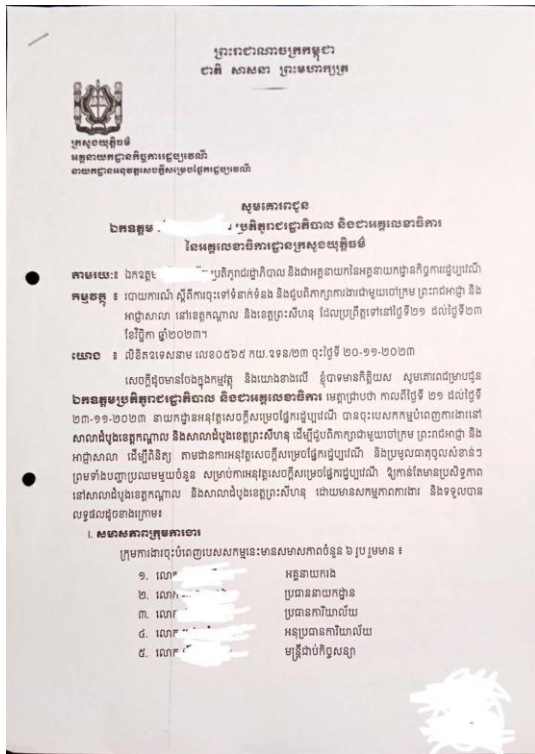 ព្រះរាជាណាចក្រកម្ពុជា
ជាតិ សាសនា ព្រះមហាក្សត្រ
ក្រសួងយុត្តិធម៌
អគ្គនាយកដ្ឋានកិច្ចការរដ្ឋប្បវេណី
នាយកដ្ឋានអនុវត្តសេចក្តីសម្រេចផ្នែករដ្ឋប្បវេណី
សូមគោរពជូន
ឯកឧត្តម ប្រតិភូរាជរដ្ឋាភិបាល និងជាអគ្គលេខាធិការ
នៃអគ្គលេខាធិការដ្ឋានក្រសួងយុត្តិធម៌
តាមរយៈ៖ ឯកឧត្តម ប្រតិភូរាជរដ្ឋាភិបាល និងជាអគ្គនាយកនៃអគ្គនាយកដ្ឋានកិច្ចការរដ្ឋប្បវេណី
កម្មវត្ថុ ៖ របាយការណ៍ ស្តីពីការចុះទៅទំនាក់ទំនង និងជួបពិភាក្សាការងារជាមួយចៅក្រម ព្រះរាជអាជ្ញា និង
អាជ្ញាសាលា នៅខេត្តកណ្តាល និងខេត្តព្រះសីហនុ ដែលប្រព្រឹត្តទៅនៅថ្ងៃទី២១ ដល់ថ្ងៃទី២៣
ខែវិច្ឆិកា ឆ្នាំ២០២៣។
យោង ៖ លិខិតឧទេសនាម លេខ០៥៦៥ កយ.ឧទន/២៣ ចុះថ្ងៃទី ២០-១១-២០២៣
សេចក្តីដូចមានចែងក្នុងកម្មវត្ថុ និងយោងខាងលើ ខ្ញុំបាទមានកិត្តិយស សូមគោរពជម្រាបជូន
ឯកឧត្តមប្រតិភូរាជរដ្ឋាភិបាល និងជាអគ្គលេខាធិការ មេត្តាជ្រាបថា កាលពីថ្ងៃទី ២១ ដល់ថ្ងៃទី
២៣-១១-២០២៣ នាយកដ្ឋានអនុវត្តសេចក្តីសម្រេចផ្នែករដ្ឋប្បវេណី បានចុះបេសកកម្មបំពេញការងារនៅ
សាលាដំបូងខេត្តកណ្តាល និងសាលាដំបូងខេត្តព្រះសីហនុ ដើម្បីជួបពិភាក្សាជាមួយចៅក្រម ព្រះរាជអាជ្ញា និង
អាជ្ញាសាលា ដើម្បីពិនិត្យ តាមដានការអនុវត្តសេចក្តីសម្រេចផ្នែករដ្ឋប្បវេណី និងប្រមូលធាតុចូលសំខាន់ៗ
ព្រមទាំងបញ្ហាប្រឈមមួយចំនួន សម្រាប់ការអនុវត្តសេចក្តីសម្រេចផ្នែករដ្ឋប្បវេណី ឱ្យកាន់តែមានប្រសិទ្ធភាព
នៅសាលាដំបូងខេត្តកណ្តាល និងសាលាដំបូងខេត្តព្រះសីហនុ ដោយមានសកម្មភាពការងារ និងទទួលបាន
លទ្ធផលដូចខាងក្រោម៖
I. សមាសភាពក្រុមការងារ
ក្រុមការងារចុះបំពេញបេសកកម្មនេះមានសមាសភាពចំនួន ៦ រូប រួមមាន ៖
១. លោក អគ្គនាយករង
២. លោក ប្រធាននាយកដ្ឋាន
៣. លោក ប្រធានការិយាល័យ
៤. លោក អនុប្រធានការិយាល័យ
៥. លោក មន្ត្រីជាប់កិច្ចសន្យា